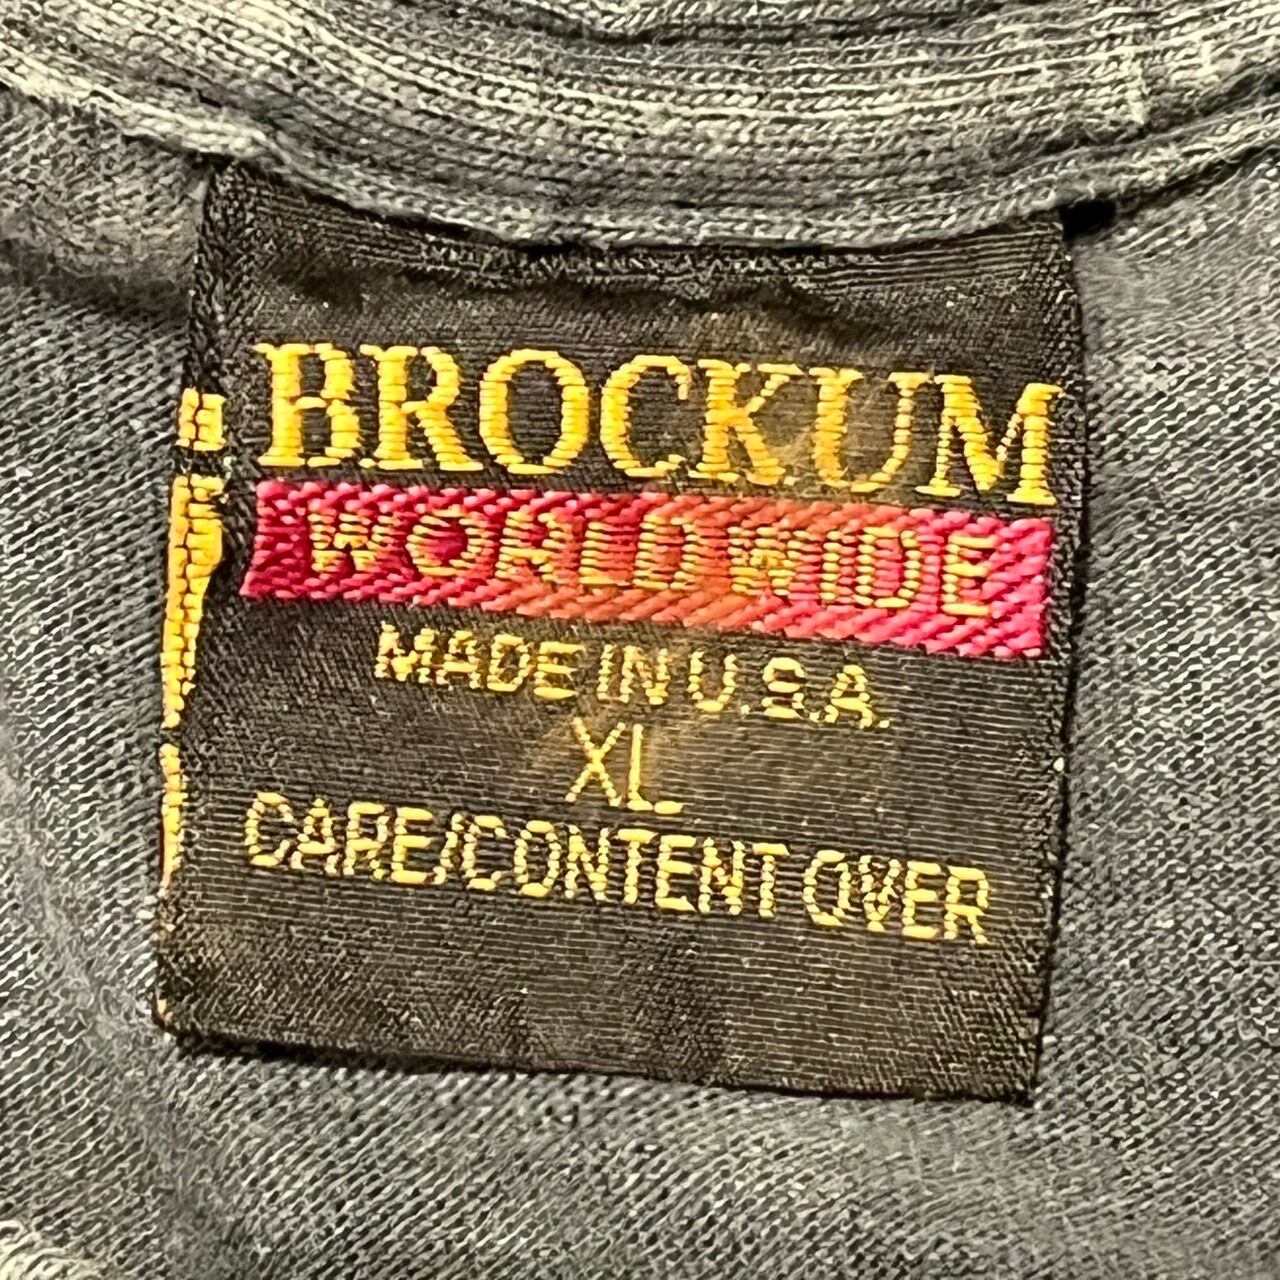 BROCKUM
WORLDWIDE
MADE IN U.S.A.
XL
CARE/CONTENT OVER